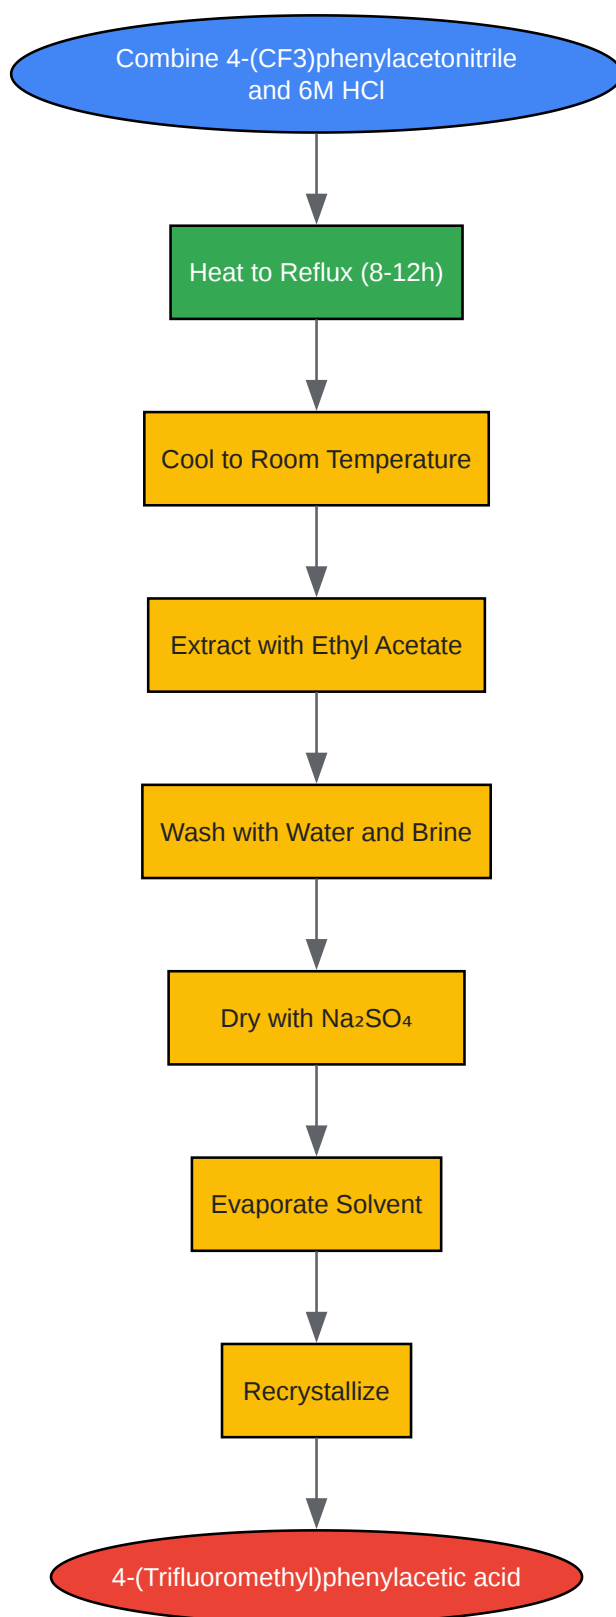 Combine 4-(CF3)phenylacetonitrile
and 6M HCl
Heat to Reflux (8-12h)
Cool to Room Temperature
Extract with Ethyl Acetate
Wash with Water and Brine
Dry with Na₂SO₄
Evaporate Solvent
Recrystallize
4-(Trifluoromethyl)phenylacetic acid